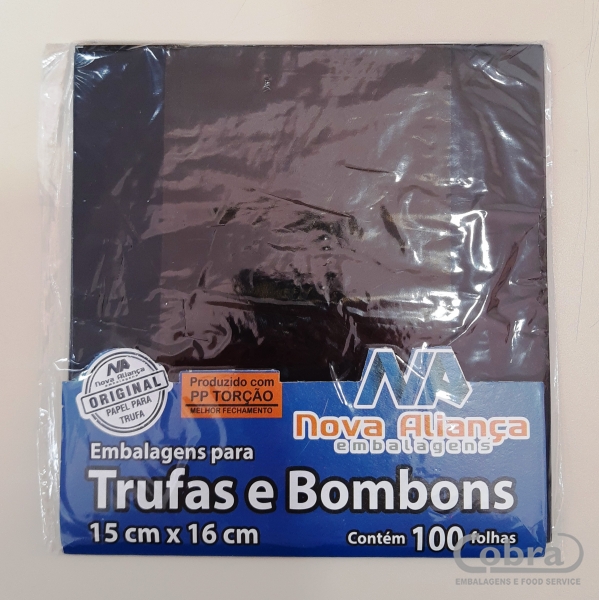 NA
Nova Aliança
embalagens
ORIGINAL
PAPEL PARA
TRUFA
Produzido com
PP TORÇÃO
MELHOR FECHAMENTO
NA
Nova Aliança
embalagens
Embalagens para
Trufas e Bombons
15 cm x 16 cm
Contém 100 folhas
Cobra
EMBALAGENS E FOOD SERVICE